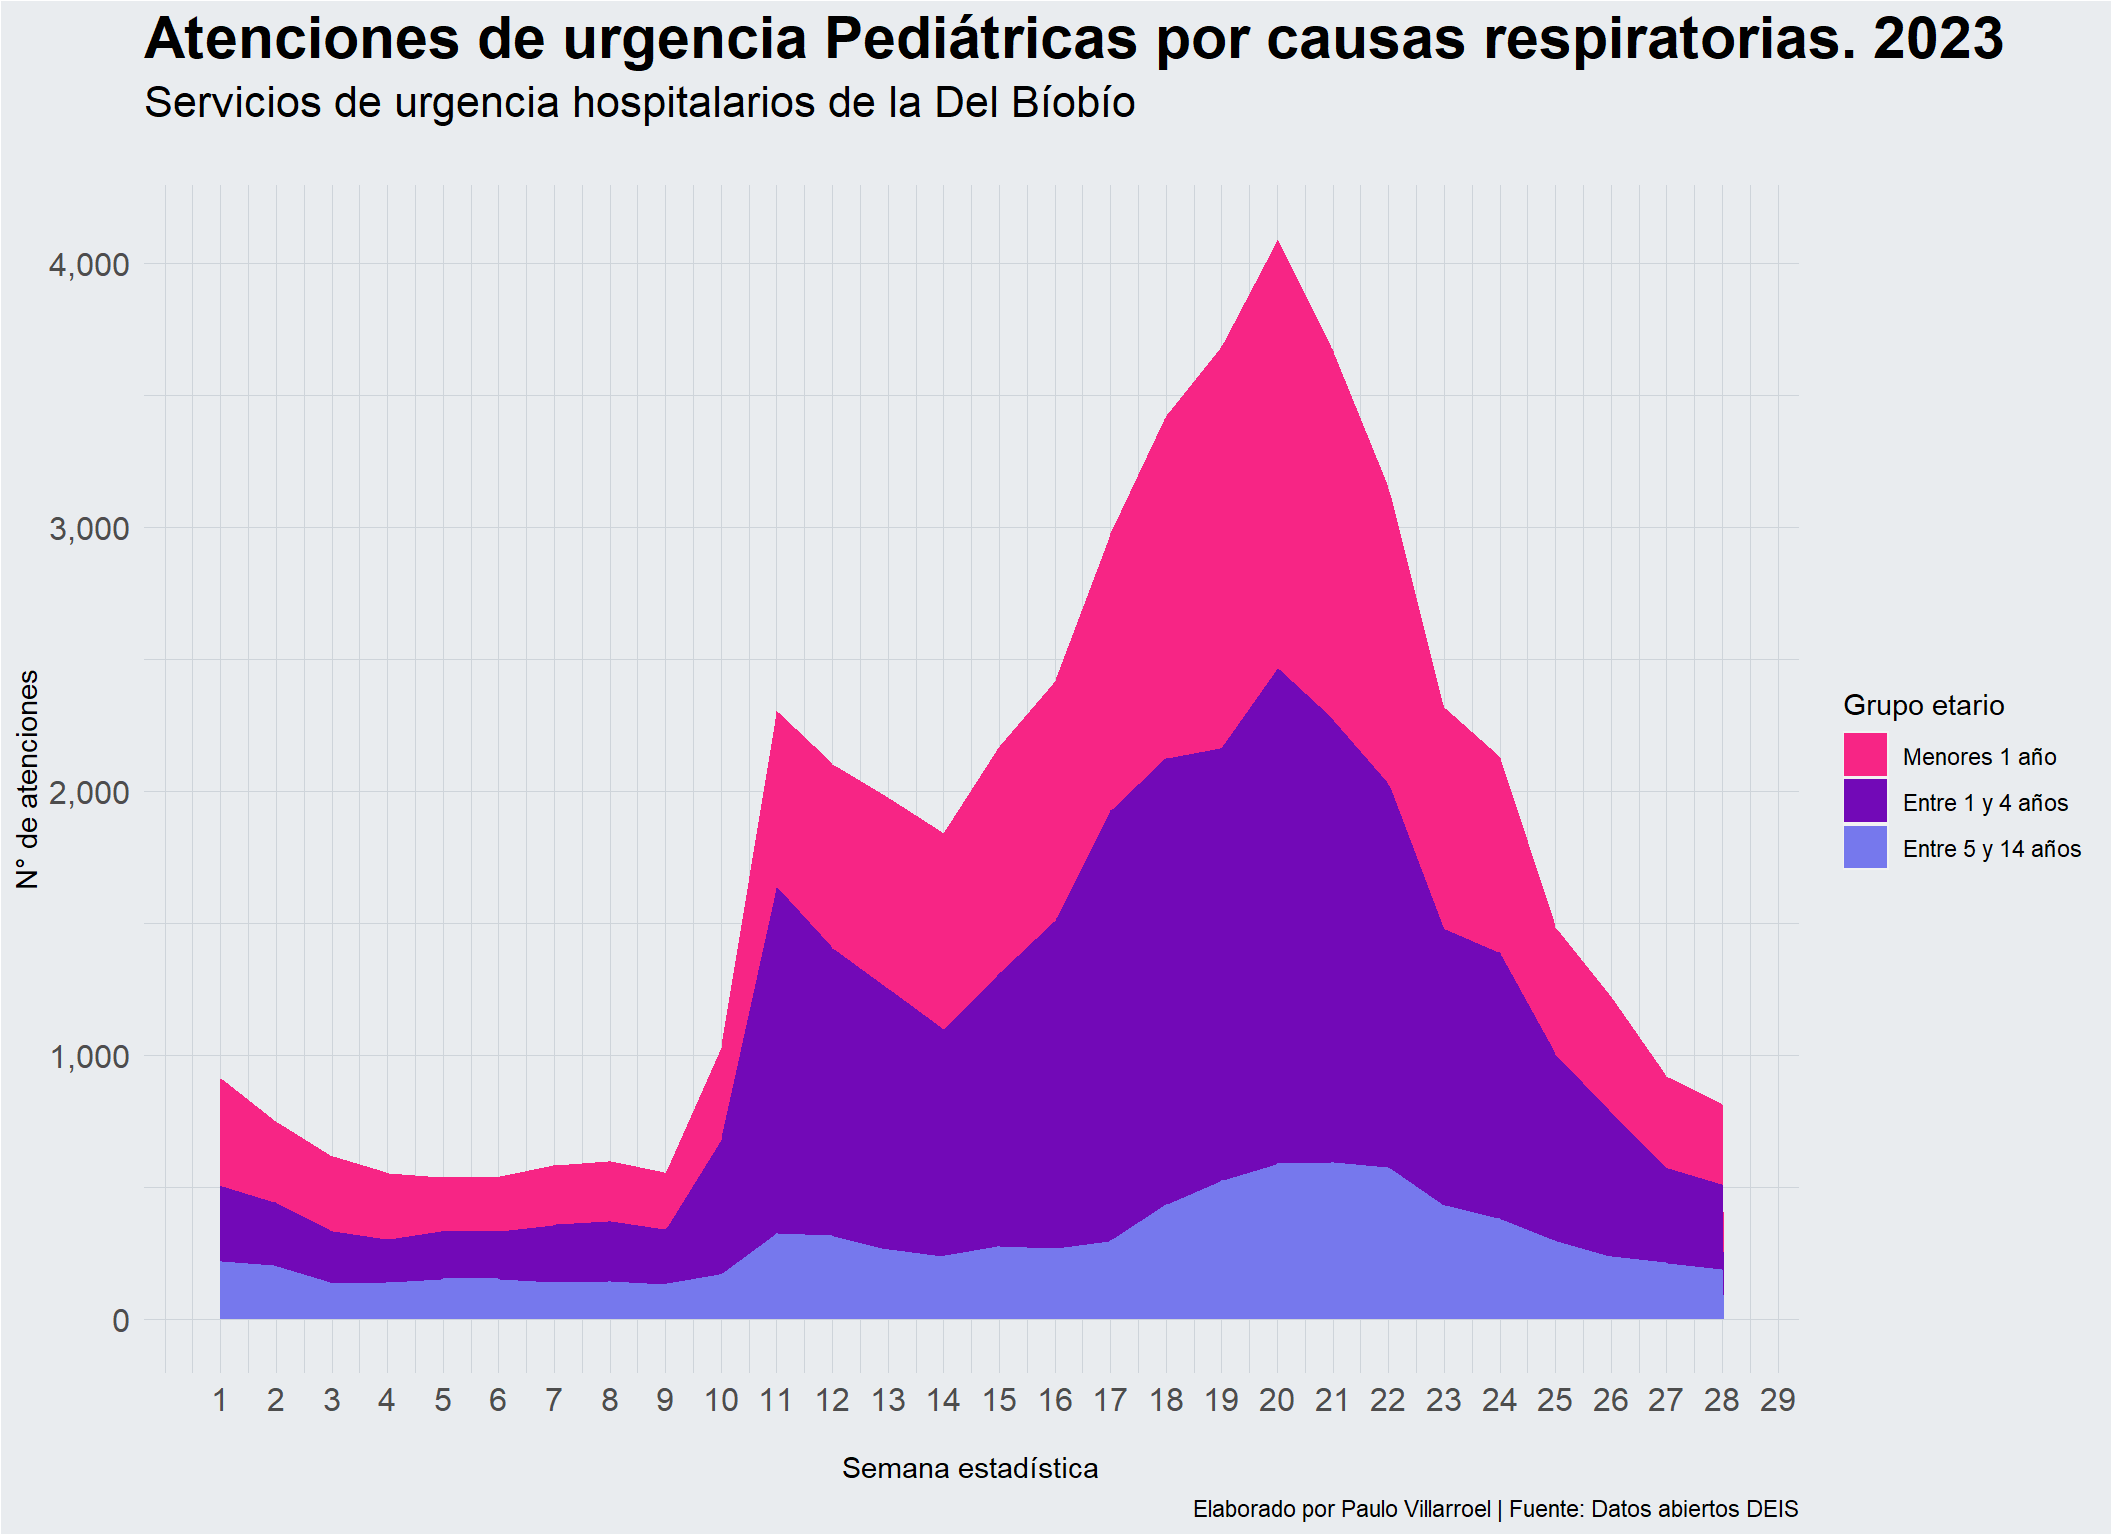 Atenciones de urgencia Pediátricas por causas respiratorias. 2023
Servicios de urgencia hospitalarios de la Del Bíobío
4,000
3,000
2,000
1,000
0
N° de atenciones
1 2 3 4 5 6 7 8 9 10 11 12 13 14 15 16 17 18 19 20 21 22 23 24 25 26 27 28 29
Semana estadística
Grupo etario
Menores 1 año
Entre 1 y 4 años
Entre 5 y 14 años
Elaborado por Paulo Villarroel | Fuente: Datos abiertos DEIS